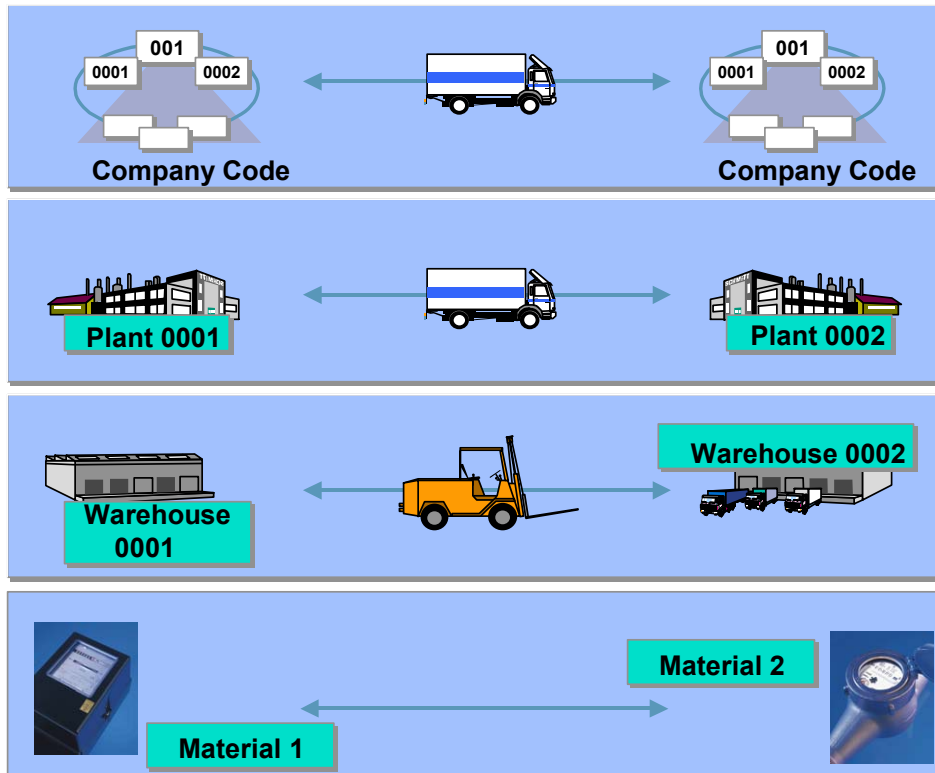 001
0001
0002
Company Code
001
0001
0002
Company Code
Plant 0001
Plant 0002
Warehouse
0001
Warehouse 0002
Material 1
Material 2